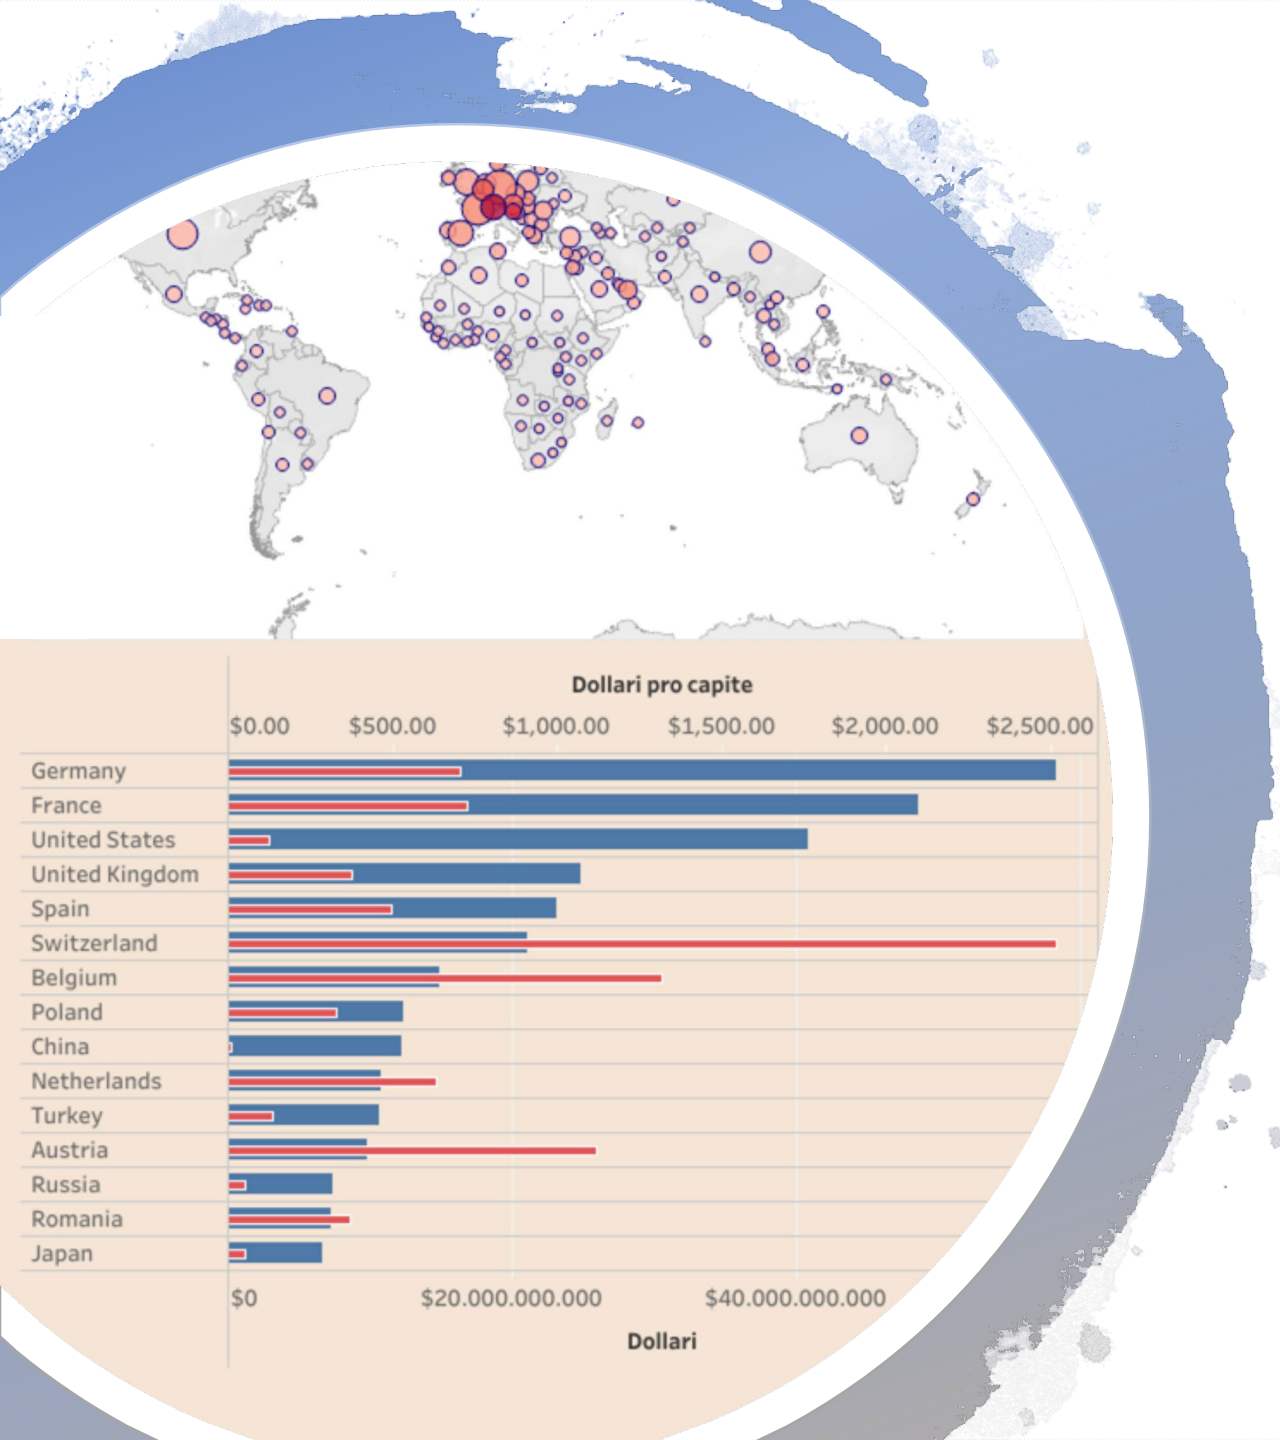 Dollari pro capite
$0.00 $500.00 $1,000.00 $1,500.00 $2,000.00 $2,500.00
Germany
France
United States
United Kingdom
Spain
Switzerland
Belgium
Poland
China
Netherlands
Turkey
Austria
Russia
Romania
Japan
$0 $20.000.000.000 $40.000.000.000
Dollari